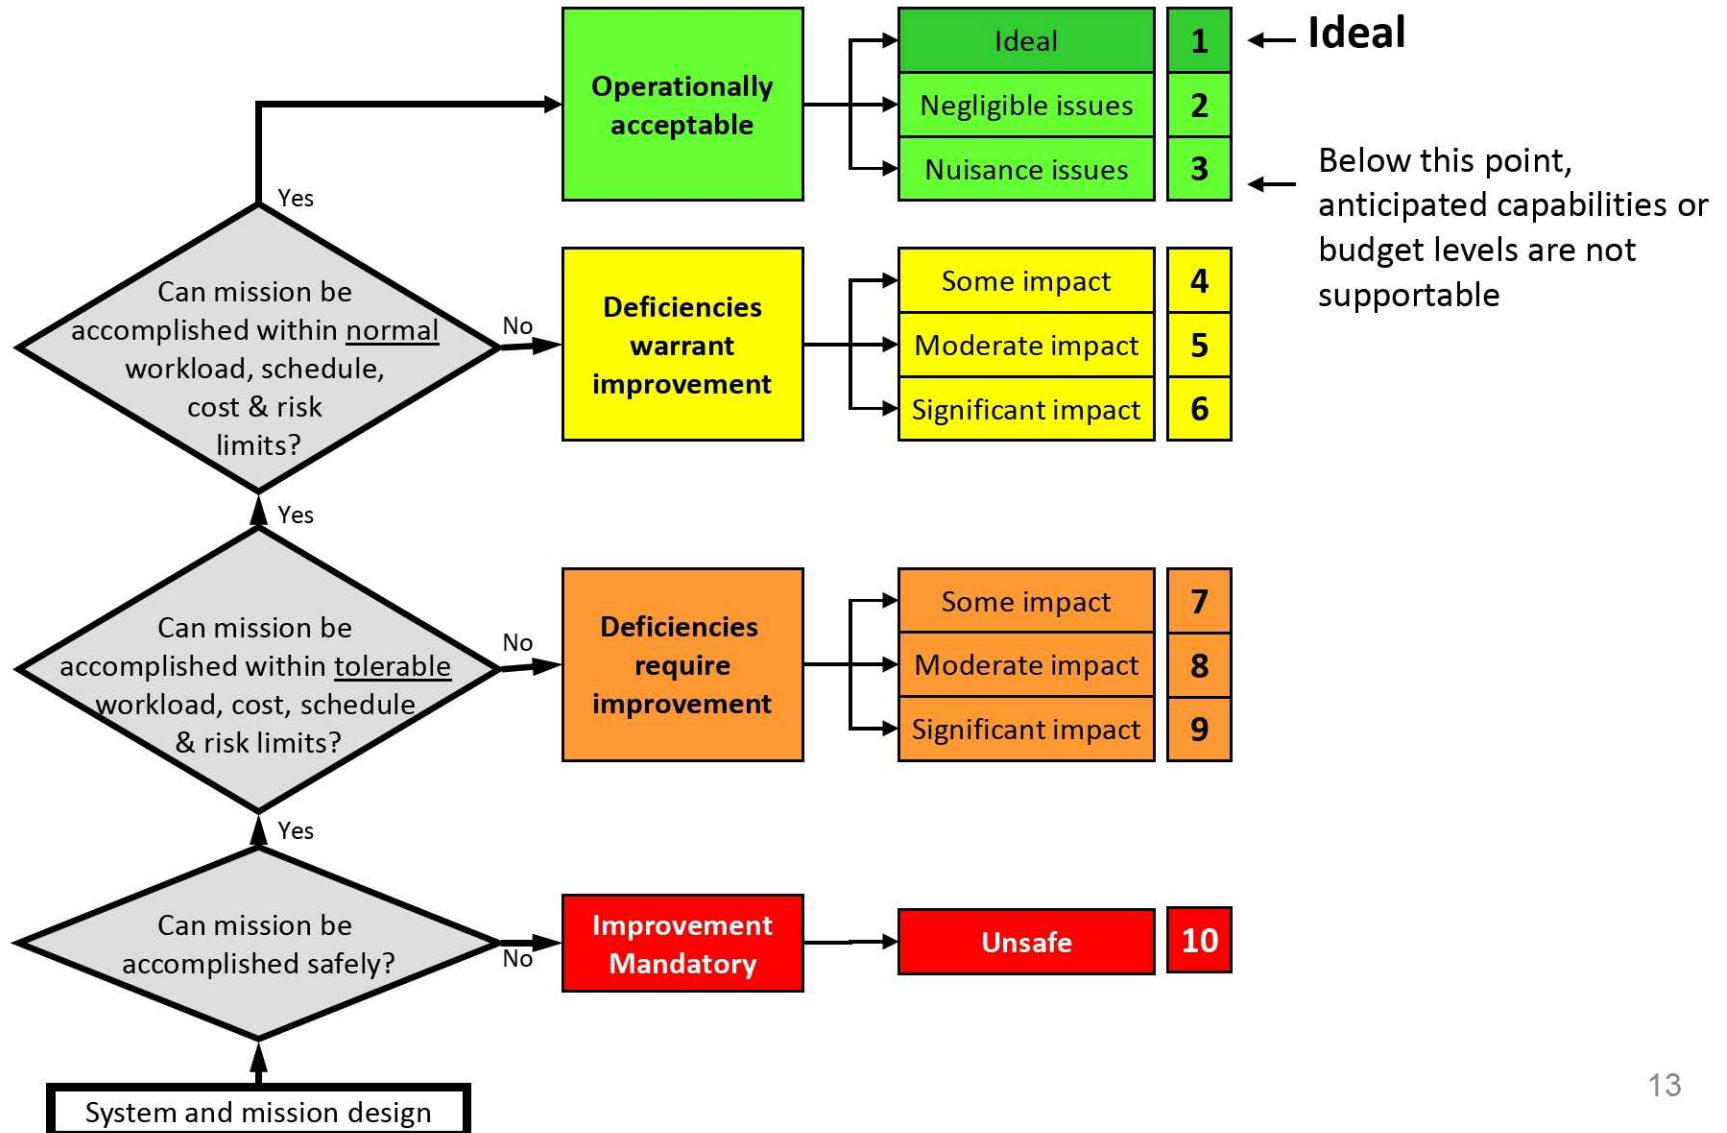 Operationally
acceptable
Ideal
1
Negligible issues
2
Nuisance issues
3
Ideal
Below this point,
anticipated capabilities or
budget levels are not
supportable
Yes
Can mission be
accomplished within normal
workload, schedule,
cost & risk
limits?
No
Deficiencies
warrant
improvement
Some impact
4
Moderate impact
5
Significant impact
6
Yes
Can mission be
accomplished within tolerable
workload, cost, schedule
& risk limits?
No
Deficiencies
require
improvement
Some impact
7
Moderate impact
8
Significant impact
9
Yes
Can mission be
accomplished safely?
No
Improvement
Mandatory
Unsafe
10
System and mission design
13